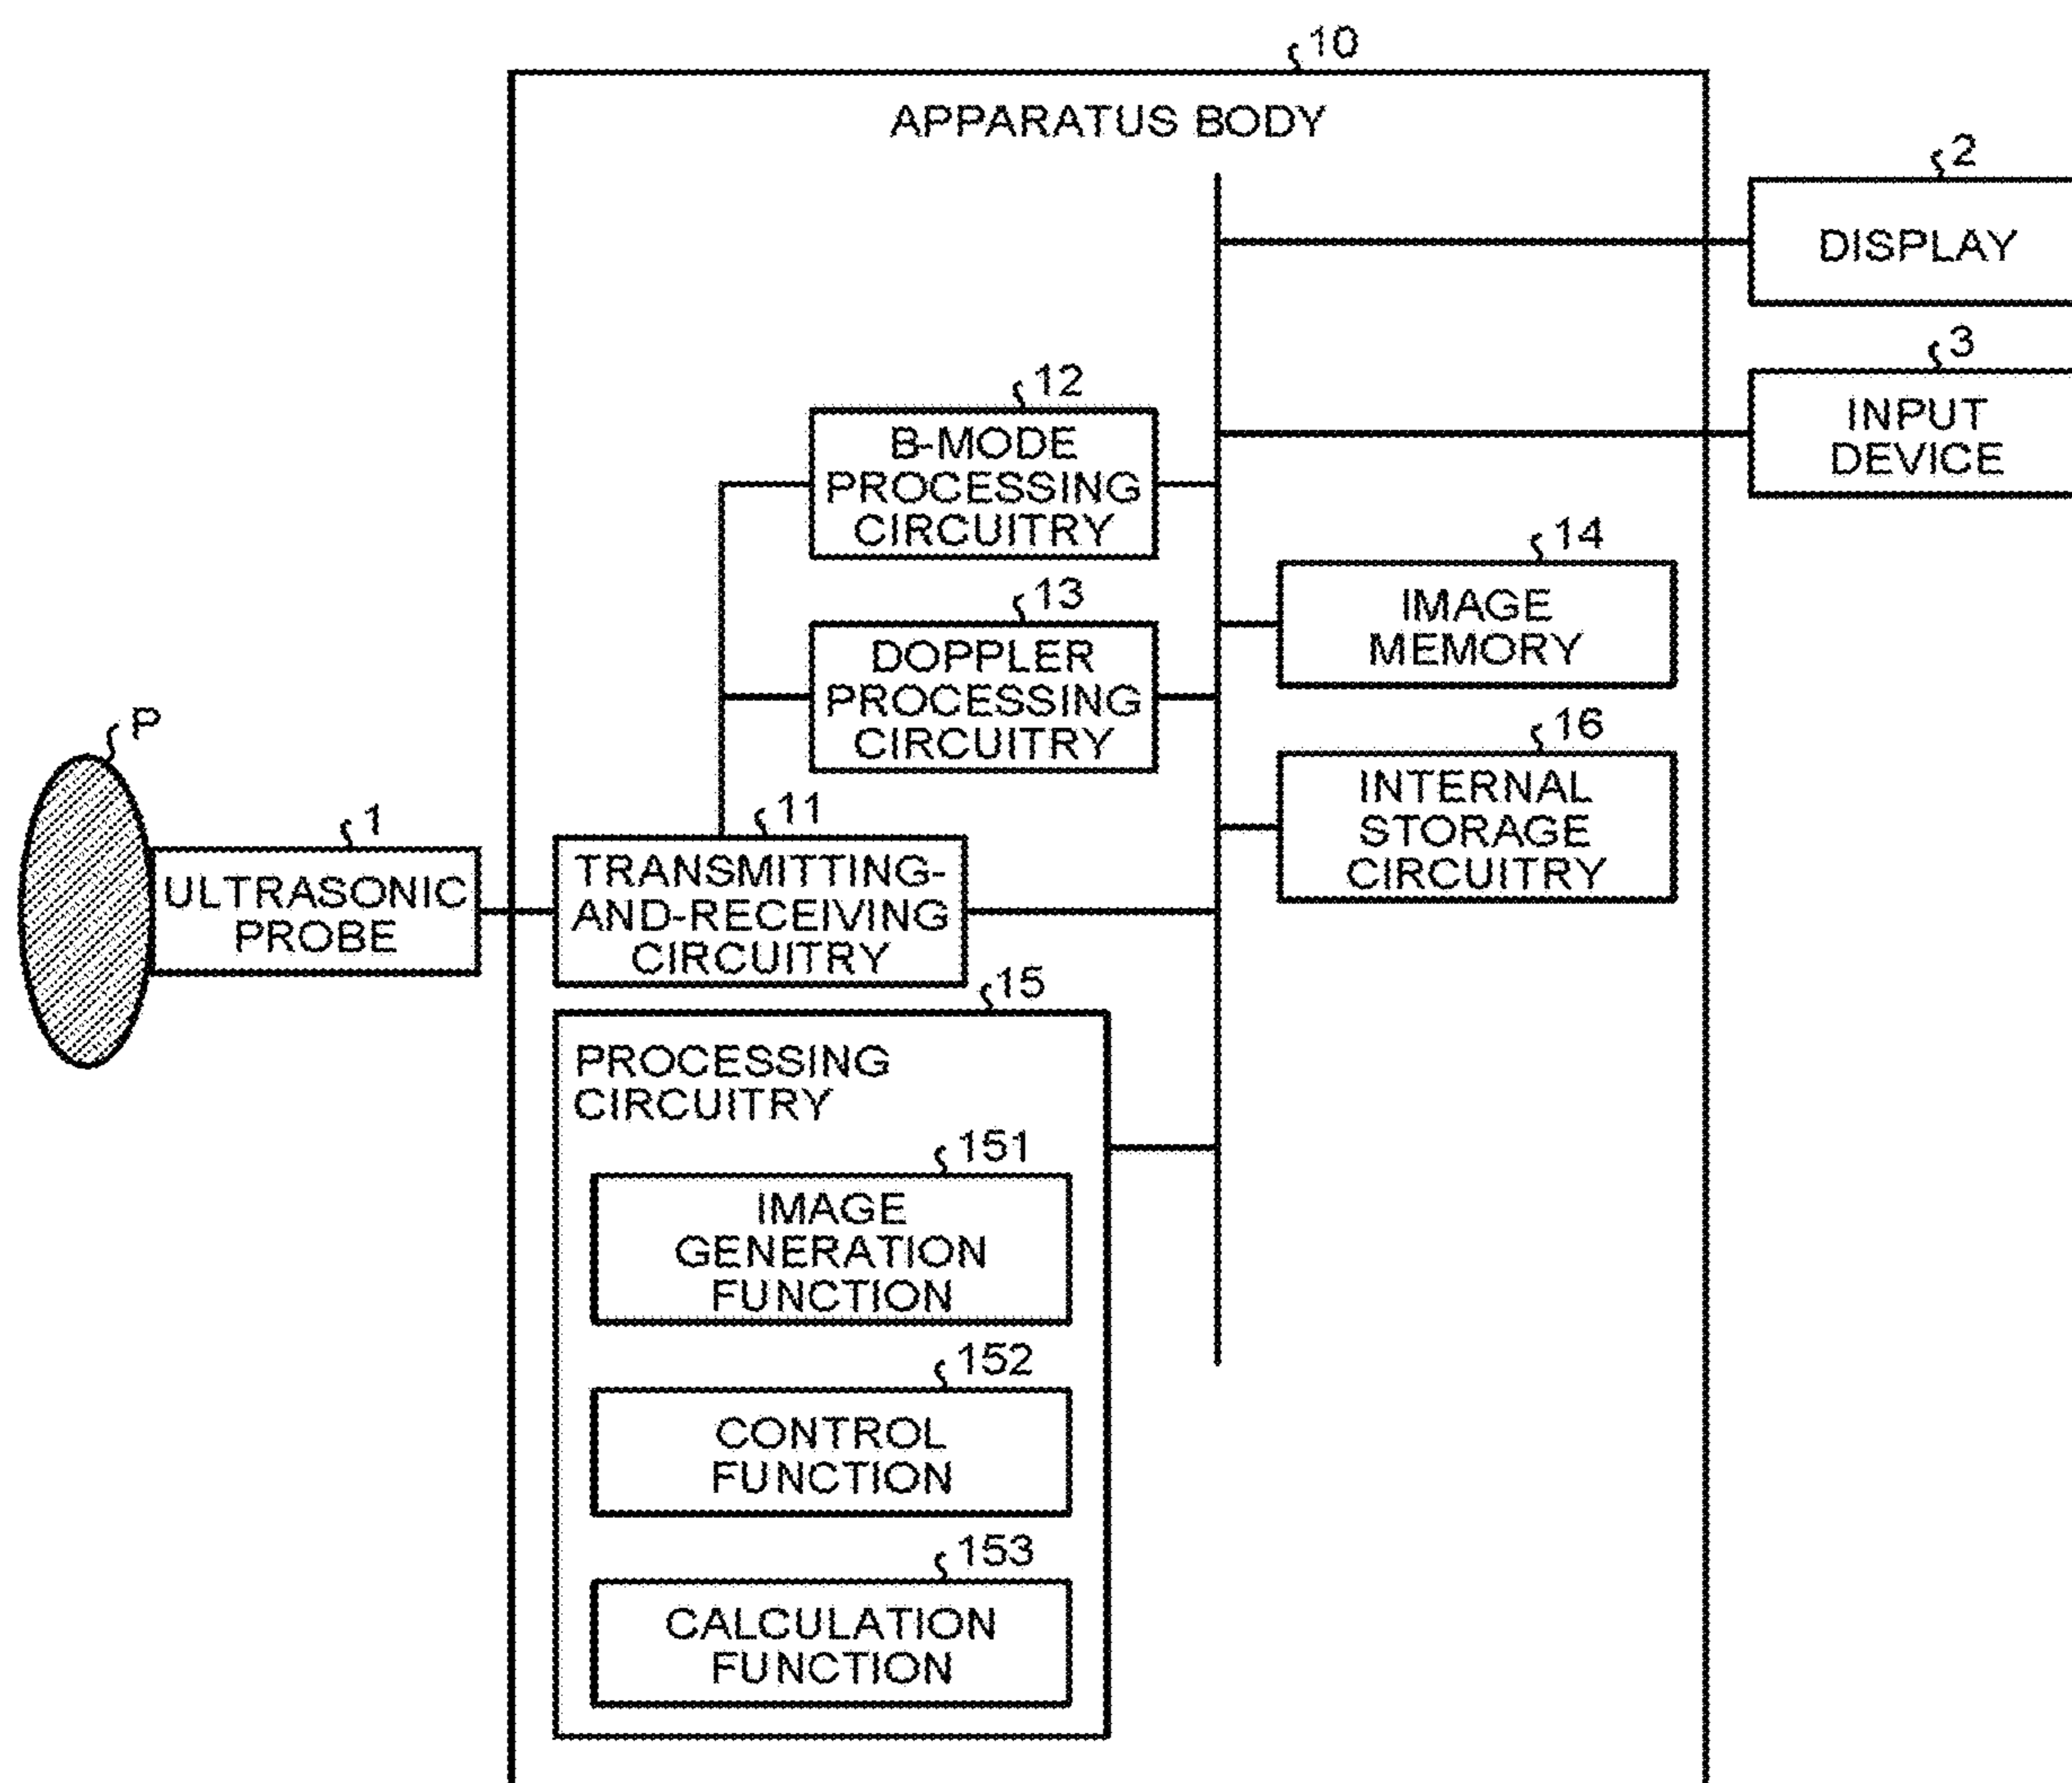 10
APPARATUS BODY
2
DISPLAY
3
INPUT
DEVICE
12
B-MODE
PROCESSING
CIRCUITRY
14
IMAGE
MEMORY
13
DOPPLER
PROCESSING
CIRCUITRY
16
INTERNAL
STORAGE
CIRCUITRY
P
1
ULTRASONIC
PROBE
11
TRANSMITTING-
AND-RECEIVING
CIRCUITRY
15
PROCESSING
CIRCUITRY
151
IMAGE
GENERATION
FUNCTION
152
CONTROL
FUNCTION
153
CALCULATION
FUNCTION